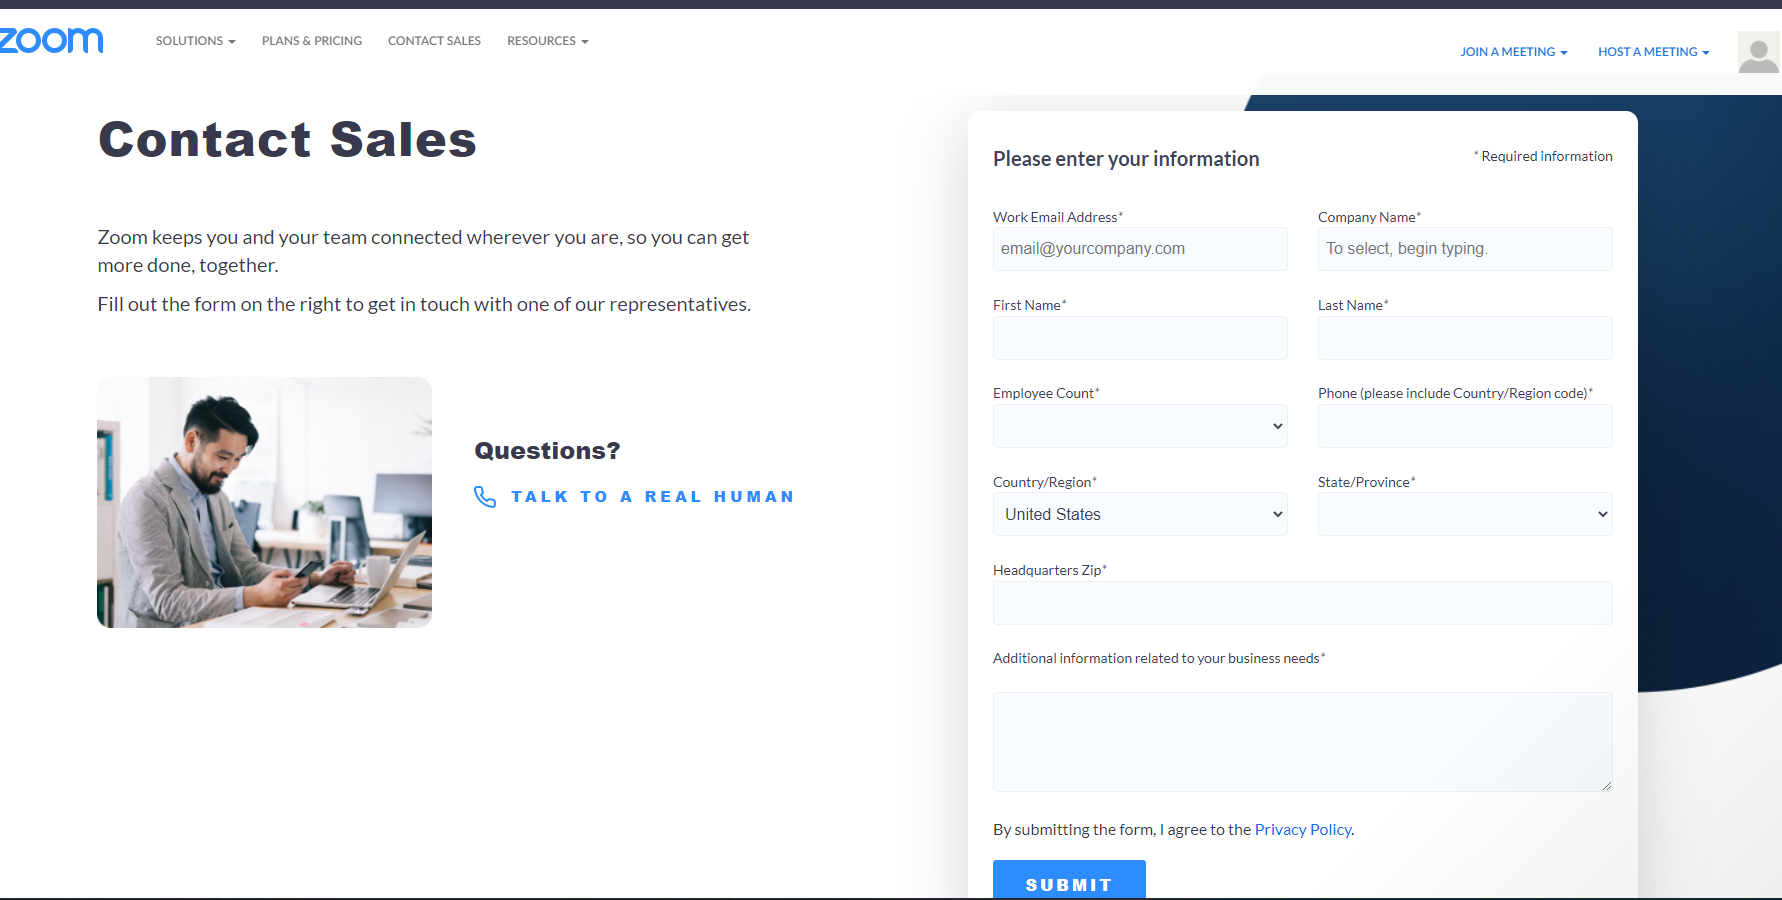 zoom
SOLUTIONS
PLANS & PRICING
CONTACT SALES
RESOURCES
JOIN A MEETING
HOST A MEETING
Contact Sales
Zoom keeps you and your team connected wherever you are, so you can get
more done, together.
Fill out the form on the right to get in touch with one of our representatives.
Questions?
TALK TO A REAL HUMAN
Please enter your information
* Required information
Work Email Address*
Company Name*
email@yourcompany.com
To select, begin typing.
First Name*
Last Name*
Employee Count*
Phone (please include Country/Region code)*
Country/Region*
State/Province*
United States
Headquarters Zip*
Additional information related to your business needs*
By submitting the form, I agree to the Privacy Policy.
SUBMIT